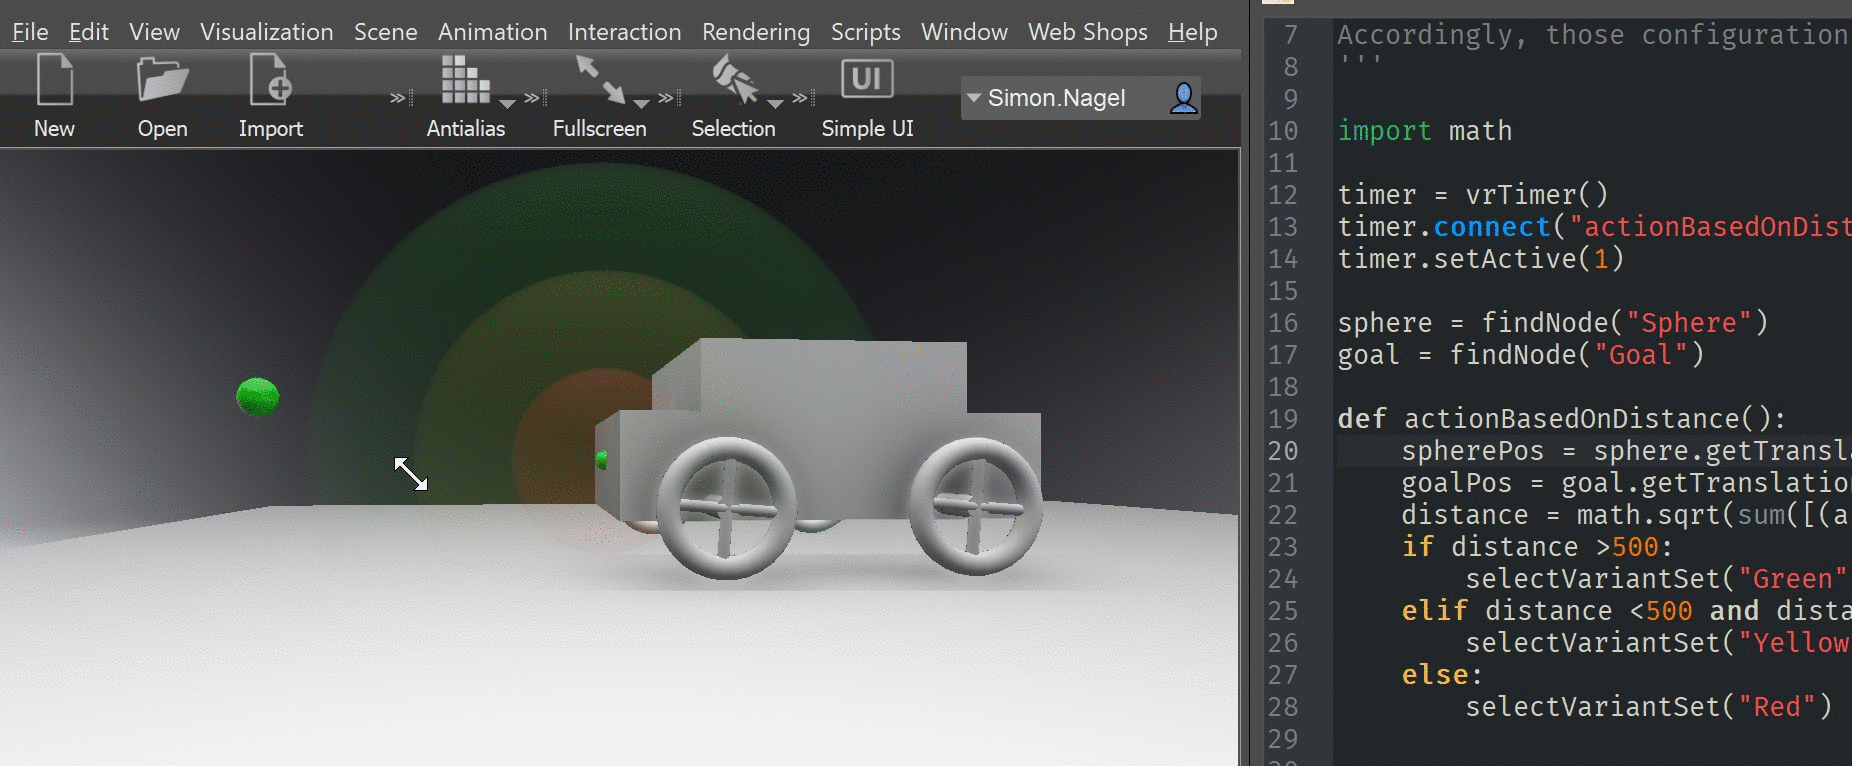 File Edit View Visualization Scene Animation Interaction Rendering Scripts Window Web Shops Help
UI
Simon.Nagel
New Open Import Antialias Fullscreen Selection Simple UI
7 Accordingly, those configuration
8 '''
9
10 import math
11
12 timer = vrTimer()
13 timer.connect("actionBasedOnDist
14 timer.setActive(1)
15
16 sphere = findNode("Sphere")
17 goal = findNode("Goal")
18
19 def actionBasedOnDistance():
20 spherePos = sphere.getTransl
21 goalPos = goal.getTranslation
22 distance = math.sqrt(sum([(a
23 if distance >500:
24 selectVariantSet("Green"
25 elif distance <500 and dista
26 selectVariantSet("Yellow
27 else:
28 selectVariantSet("Red")
29